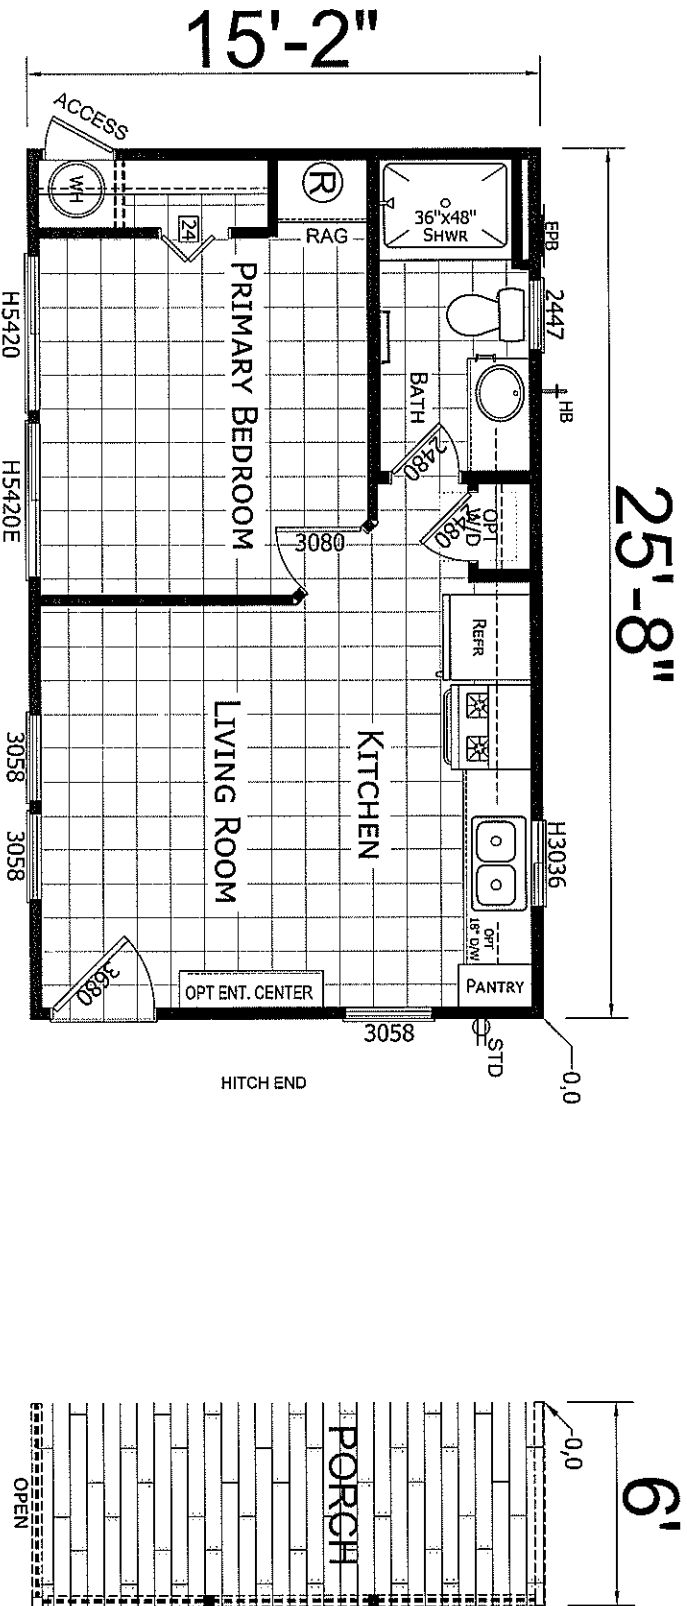 15'-2"
ACCESS
WH
24
R
RAG
36"x48"
SHWR
EPB
2447
HB
H5420
H5420E
PRIMARY BEDROOM
BATH
2480
2480
OPT
W/D
3080
25'-8"
REFR
KITCHEN
LIVING ROOM
3058
3058
H3036
OPT
18" D/W
PANTRY
3680
OPT ENT. CENTER
3058
STD
0,0
HITCH END
0,0
6'
PORCH
OPEN